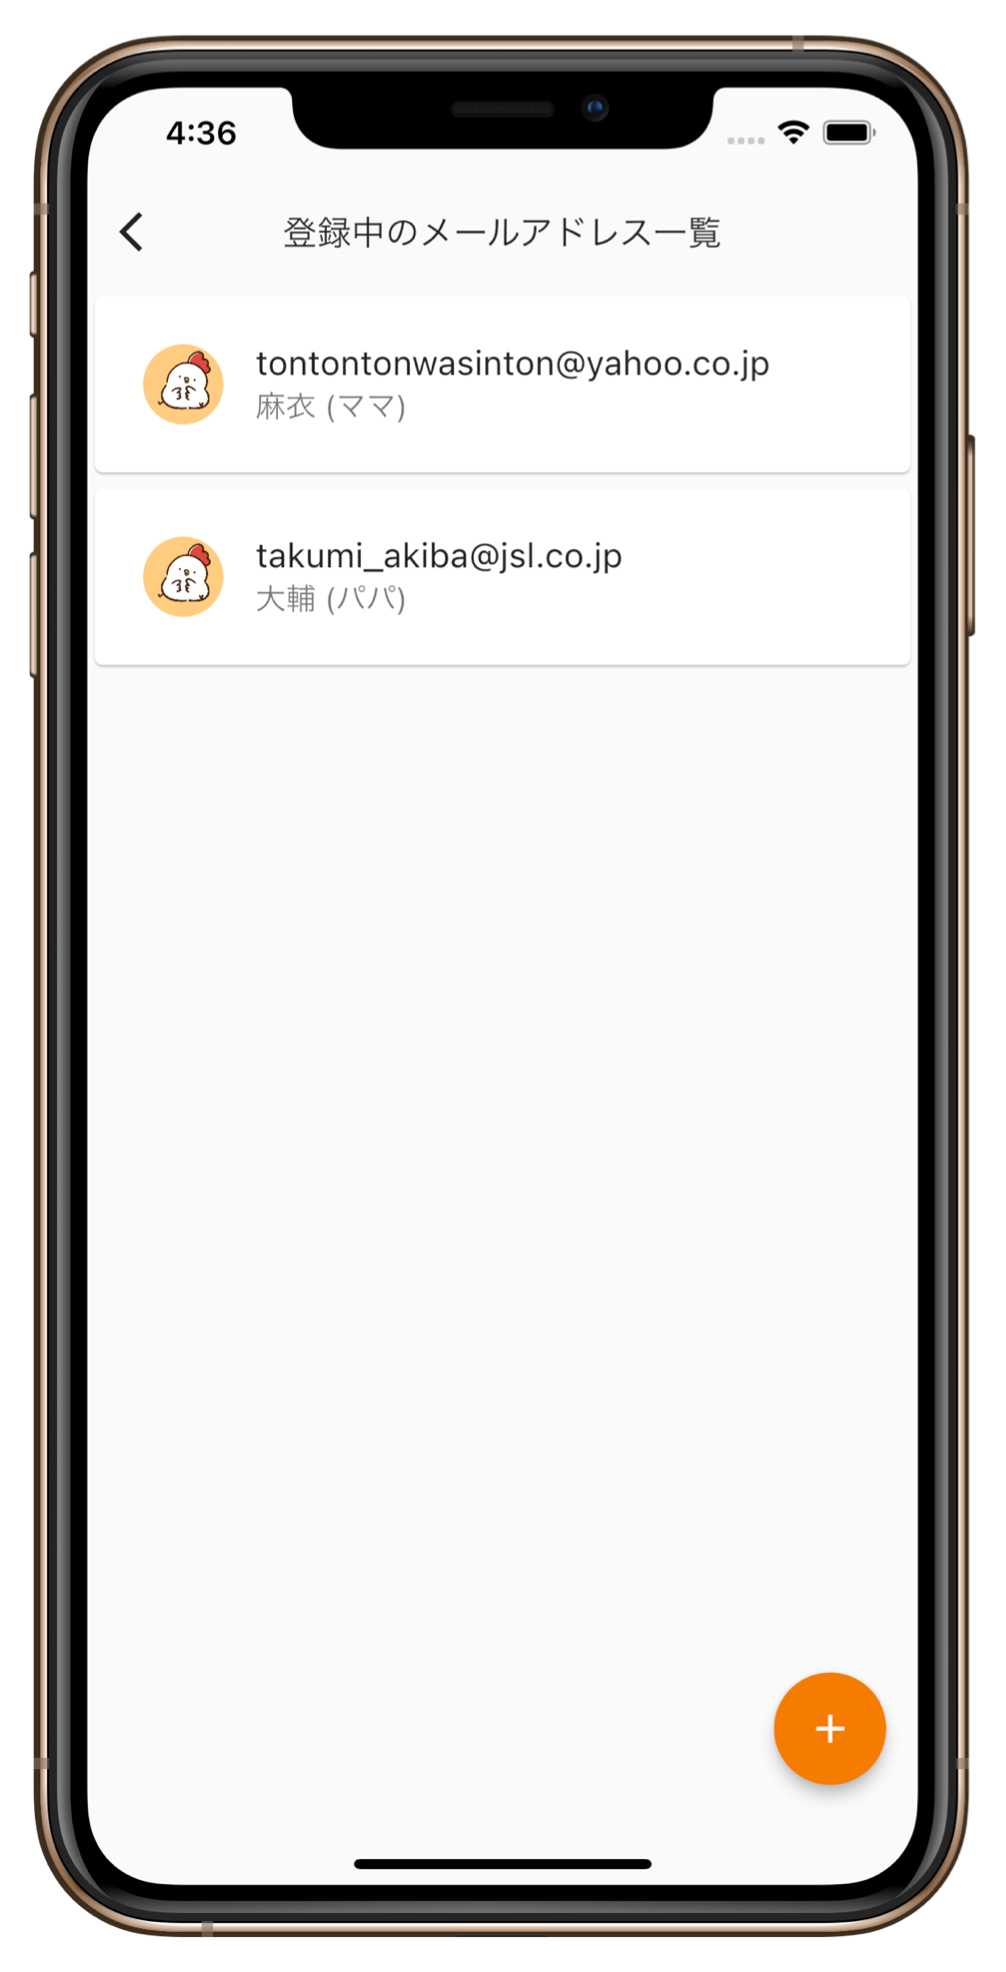 4:36
登録中のメールアドレス一覧
tontontonwasinton@yahoo.co.jp
麻衣 (ママ)
takumi_akiba@jsl.co.jp
大輔 (パパ)